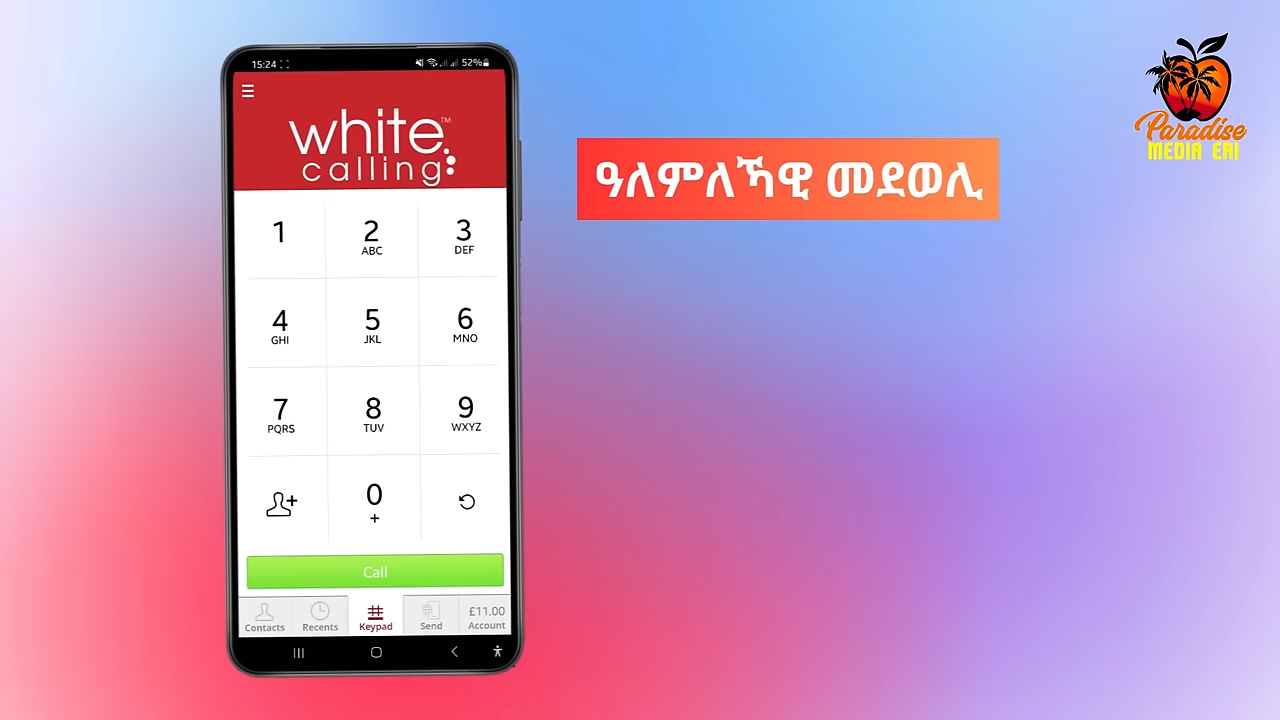 15:24
52%
white™
calling
1
2
ABC
3
DEF
4
GHI
5
JKL
6
MNO
7
PQRS
8
TUV
9
WXYZ
0
+
Call
Contacts
Recents
Keypad
Send
£11.00
Account
ዓለምለኻዊ መደወሊ
Paradise
MEDIA ERI